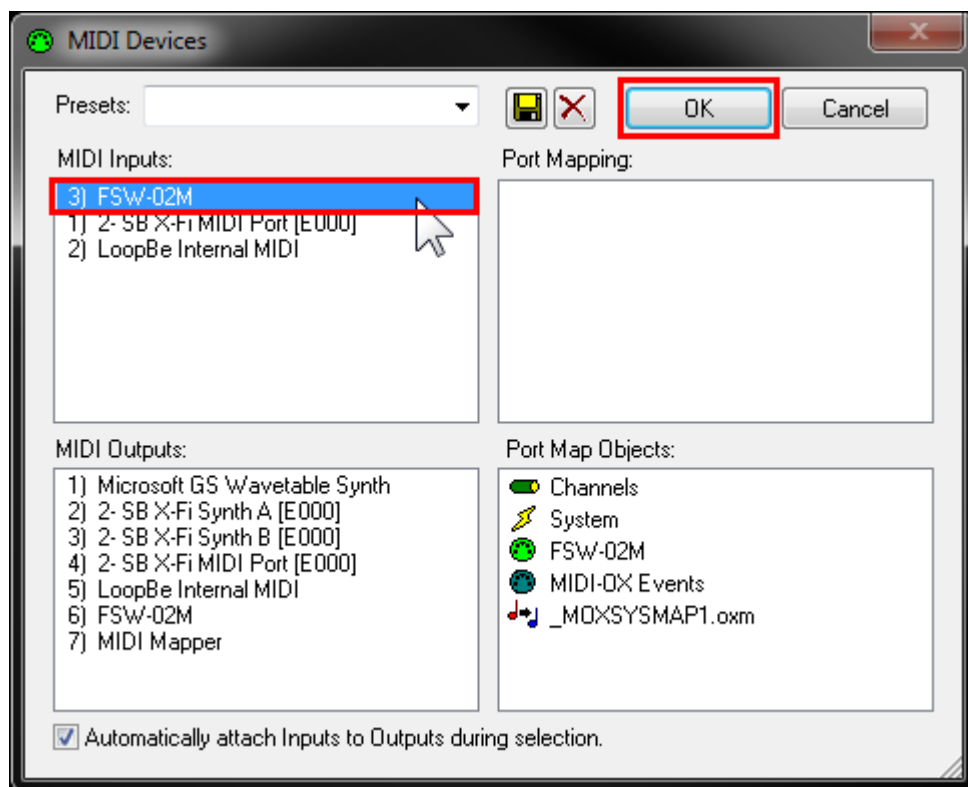 MIDI Devices
Presets:
OK
Cancel
MIDI Inputs:
Port Mapping:
3) FSW-02M
1) 2- SB X-Fi MIDI Port [E000]
2) LoopBe Internal MIDI
MIDI Outputs:
Port Map Objects:
1) Microsoft GS Wavetable Synth
2) 2- SB X-Fi Synth A [E000]
3) 2- SB X-Fi Synth B [E000]
4) 2- SB X-Fi MIDI Port [E000]
5) LoopBe Internal MIDI
6) FSW-02M
7) MIDI Mapper
Channels
System
FSW-02M
MIDI-OX Events
_MOXSYSMAP1.oxm
Automatically attach Inputs to Outputs during selection.